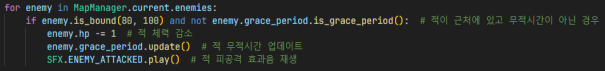 for enemy in MapManager.current.enemies:
    if enemy.is_bound(80, 100) and not enemy.grace_period.is_grace_period():  # 적이 근처에 있고 무적시간이 아닌 경우
        enemy.hp -= 1  # 적 체력 감소
        enemy.grace_period.update()  # 적 무적시간 업데이트
        SFX.ENEMY_ATTACKED.play()  # 적 피공격 효과음 재생